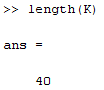 >> length(K)
ans =
40